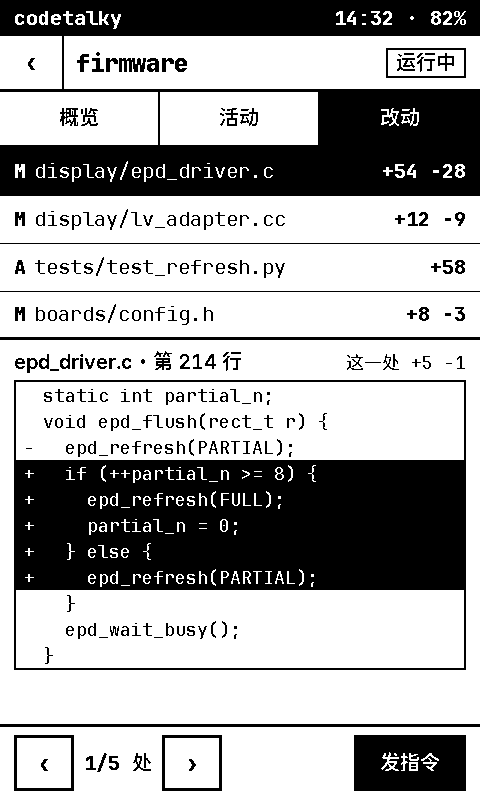 codetalky 14:32 · 82%
‹ firmware 运行中
概览 活动 改动
M display/epd_driver.c +54 -28
M display/lv_adapter.cc +12 -9
A tests/test_refresh.py +58
M boards/config.h +8 -3
epd_driver.c · 第 214 行 这一处 +5 -1
static int partial_n;
void epd_flush(rect_t r) {
-   epd_refresh(PARTIAL);
+   if (++partial_n >= 8) {
+     epd_refresh(FULL);
+     partial_n = 0;
+   } else {
+     epd_refresh(PARTIAL);
}
epd_wait_busy();
}
‹ 1/5 处 › 发指令